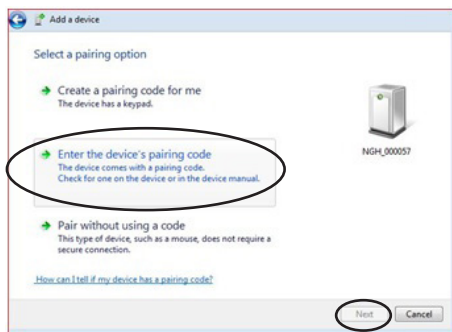 Add a device
Select a pairing option
Create a pairing code for me
The device has a keypad.
Enter the device's pairing code
The device comes with a pairing code.
Check for one on the device or in the device manual.
NGH_000057
Pair without using a code
This type of device, such as a mouse, does not require a
secure connection.
How can I tell if my device has a pairing code?
Next
Cancel